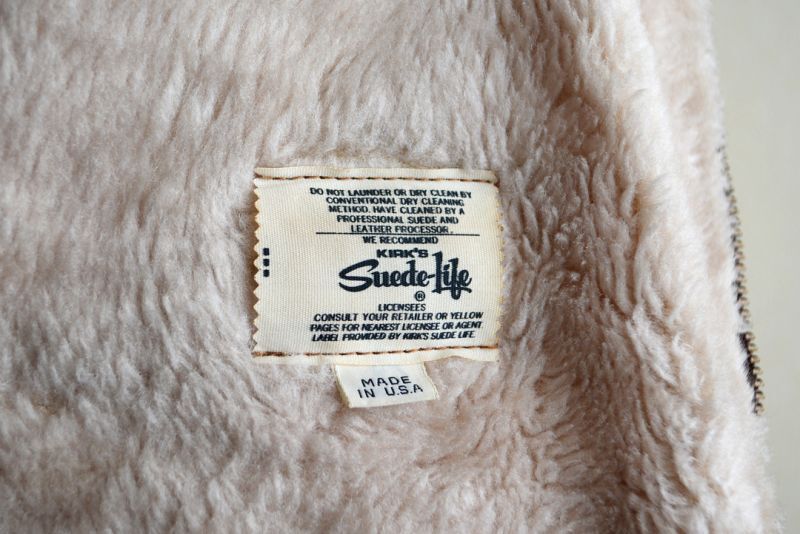 DO NOT LAUNDER OR DRY CLEAN BY
CONVENTIONAL DRY CLEANING
METHOD. HAVE CLEANED BY A
PROFESSIONAL SUEDE AND
LEATHER PROCESSOR.
WE RECOMMEND
KIRK'S
Suede-Life
®
LICENSEES
CONSULT YOUR RETAILER OR YELLOW
PAGES FOR NEAREST LICENSEE OR AGENT
LABEL PROVIDED BY KIRK'S SUEDE LIFE
MADE
IN U.S.A